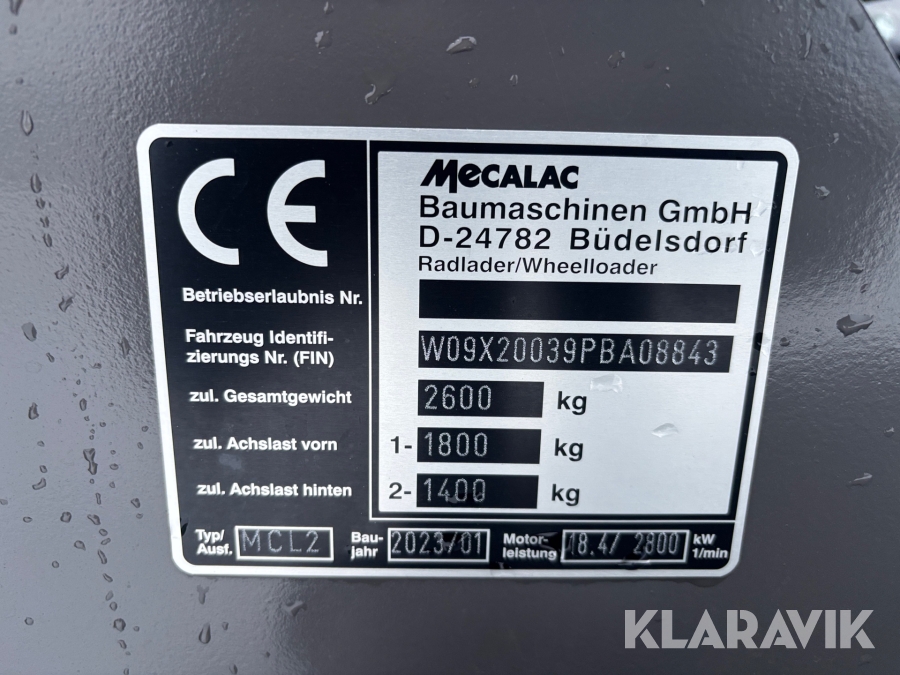 CE
MECALAC
Baumaschinen GmbH
D-24782 Büdelsdorf
Radlader/Wheelloader
Betriebserlaubnis Nr.
Fahrzeug Identifi-
zierungs Nr. (FIN) W09X20039PBA08843
zul. Gesamtgewicht 2600 kg
zul. Achslast vorn 1- 1800 kg
zul. Achslast hinten 2- 1400 kg
Typ/ Ausf. MCL2 Bau- jahr 2023/01 Motor- leistung 18.4/ 2800 kW 1/min
KLARAVIK